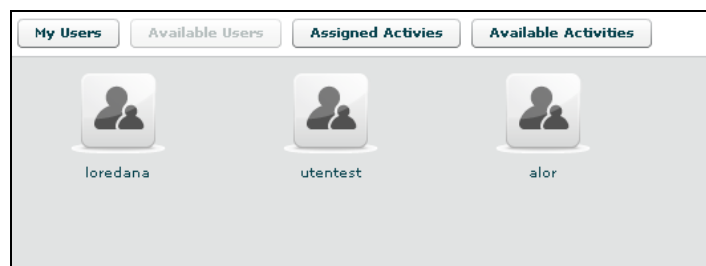 My Users Available Users Assigned Activies Available Activities
loredana utentest alor